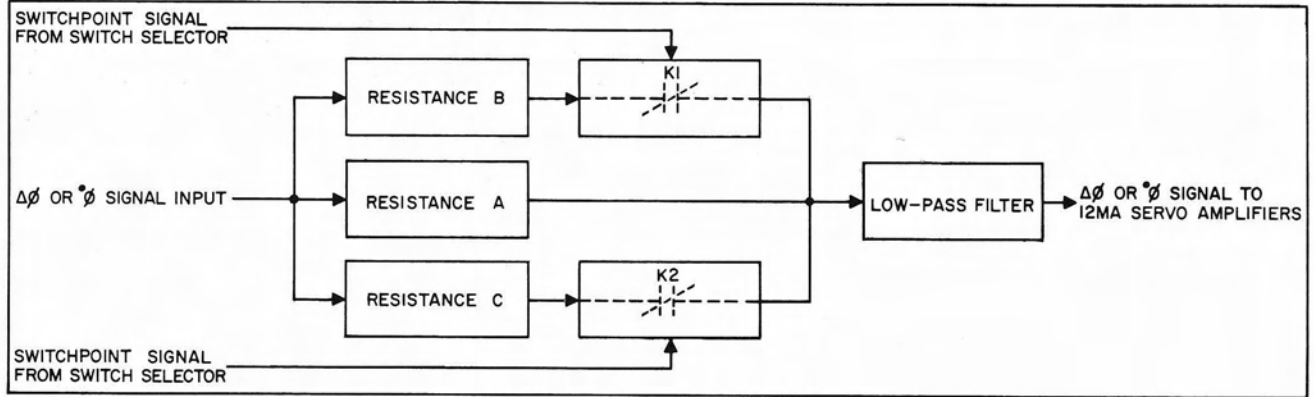 SWITCHPOINT SIGNAL
FROM SWITCH SELECTOR
K1
RESISTANCE B
ΔØ OR •Ø SIGNAL INPUT
RESISTANCE A
LOW-PASS FILTER
ΔØ OR •Ø SIGNAL TO
12MA SERVO AMPLIFIERS
K2
RESISTANCE C
SWITCHPOINT SIGNAL
FROM SWITCH SELECTOR